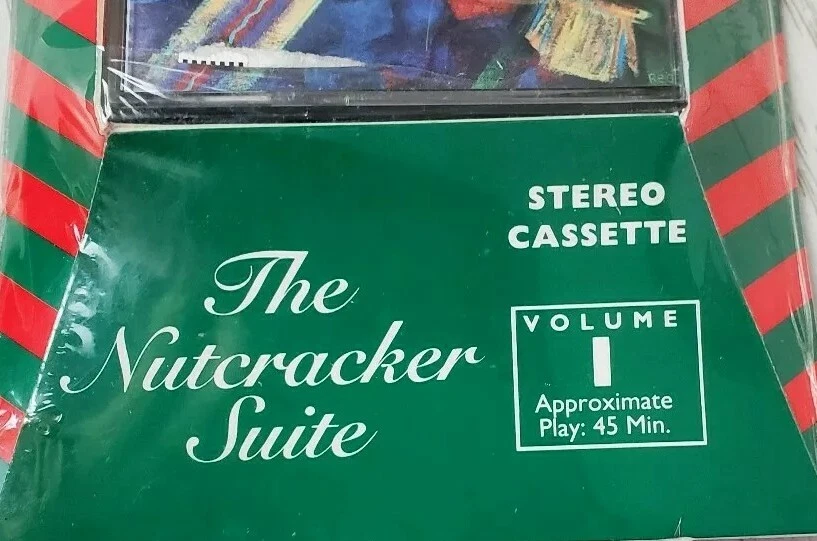 STEREO
CASSETTE
The
Nutcracker
Suite
VOLUME
I
Approximate
Play: 45 Min.